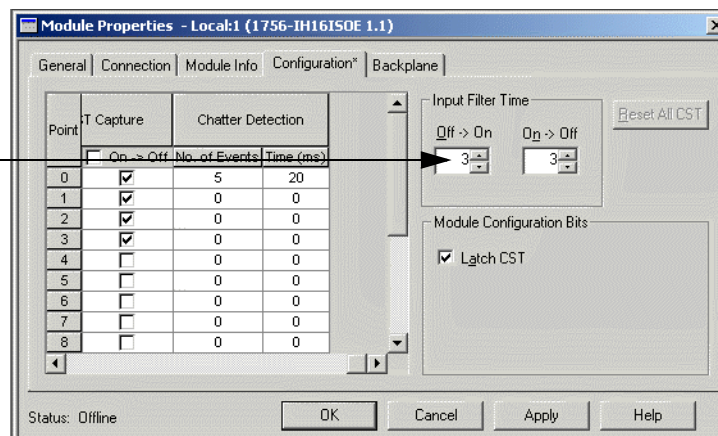 Module Properties - Local:1 (1756-IH16ISOE 1.1)
General Connection Module Info Configuration* Backplane
Point T Capture Chatter Detection
On -> Off No. of Events Time (ms)
0 5 20
1 0 0
2 0 0
3 0 0
4 0 0
5 0 0
6 0 0
7 0 0
8 0 0
Input Filter Time
Off -> On On -> Off
3 3
Reset All CST
Module Configuration Bits
Latch CST
Status: Offline OK Cancel Apply Help